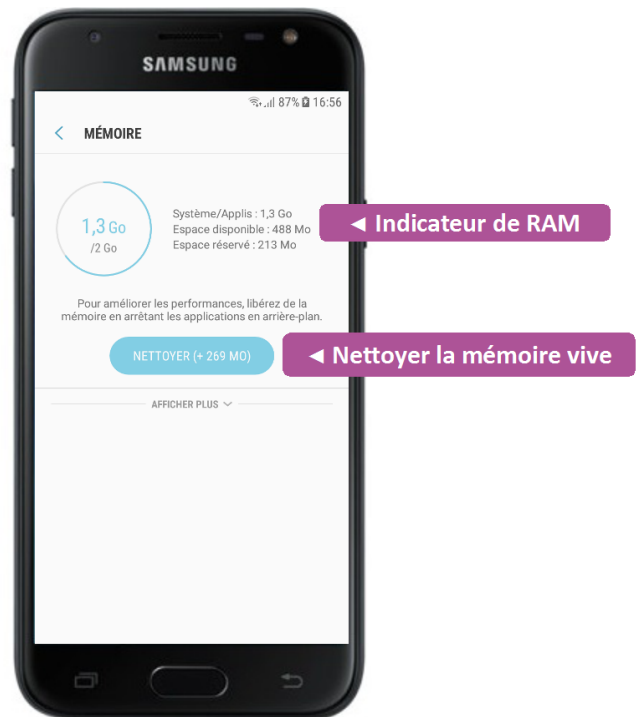 SAMSUNG
87% 16:56
< MÉMOIRE
1,3 Go
/2 Go
Système/Applis : 1,3 Go
Espace disponible : 488 Mo
Espace réservé : 213 Mo
◄ Indicateur de RAM
Pour améliorer les performances, libérez de la
mémoire en arrêtant les applications en arrière-plan.
NETTOYER (+ 269 MO)
◄ Nettoyer la mémoire vive
AFFICHER PLUS